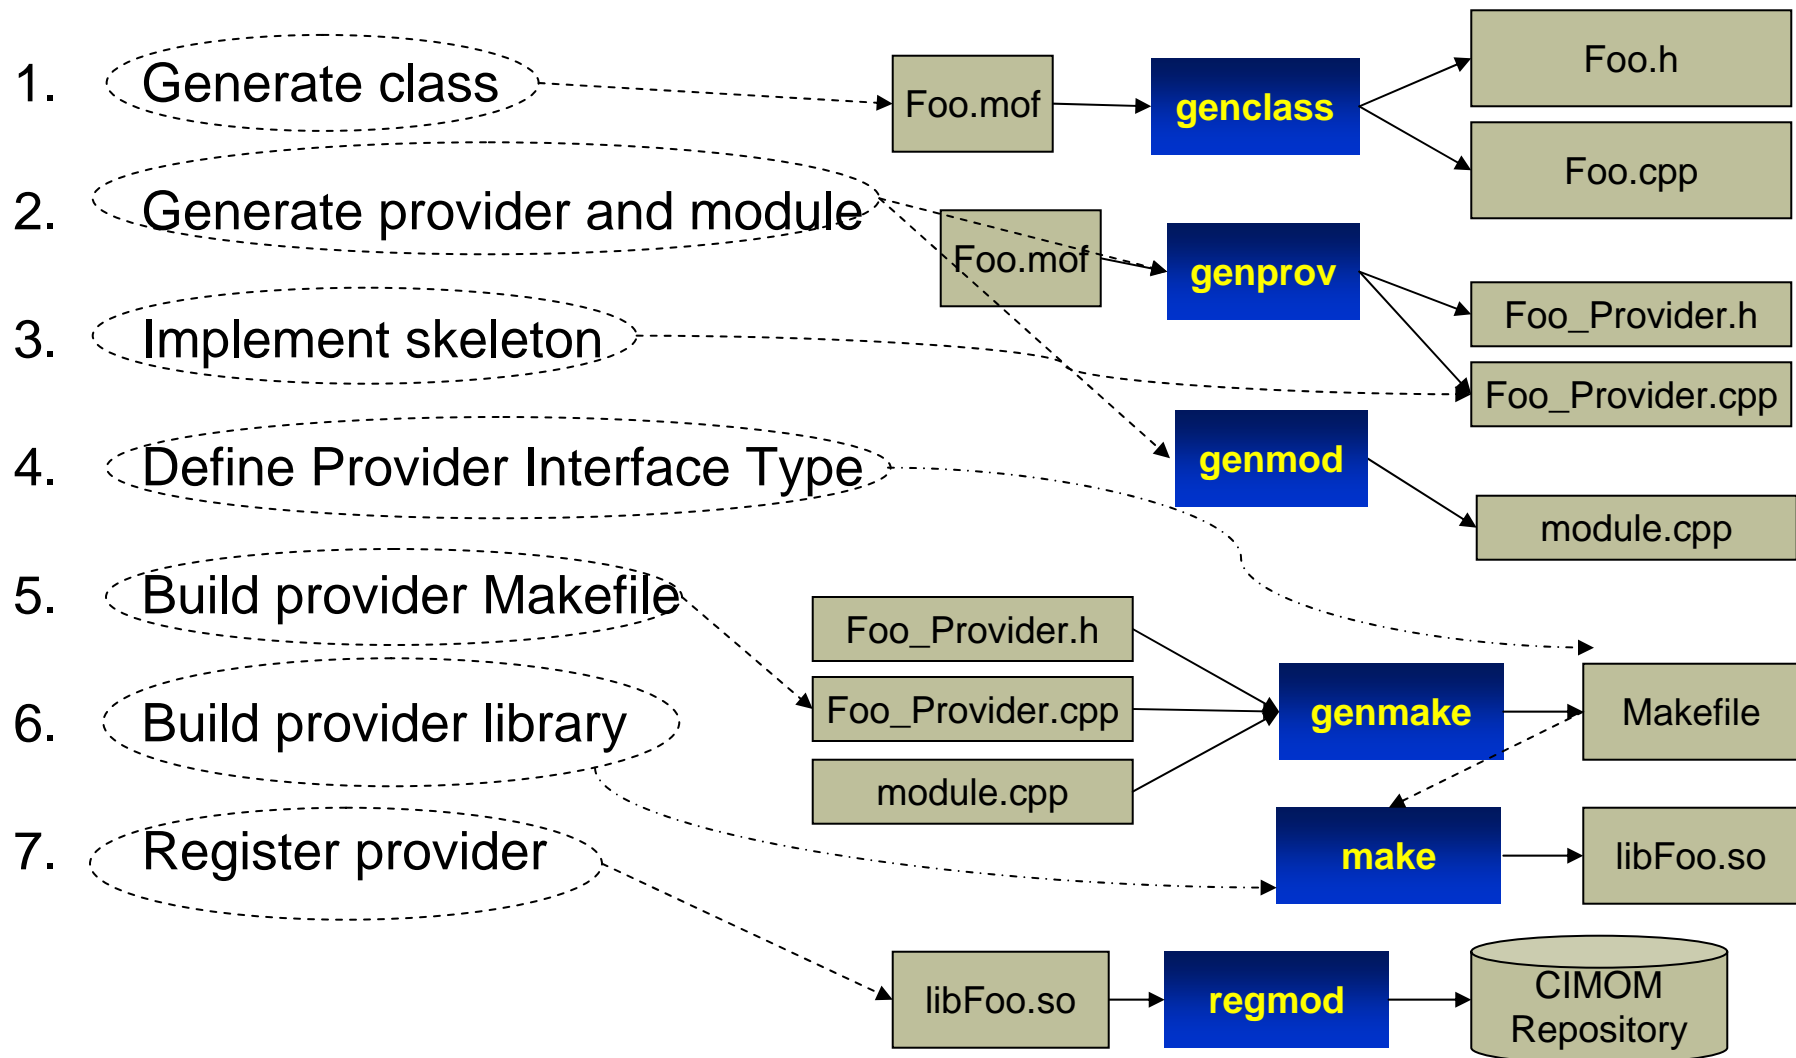 1. Generate class
2. Generate provider and module
3. Implement skeleton
4. Define Provider Interface Type
5. Build provider Makefile
6. Build provider library
7. Register provider
Foo.mof
genclass
Foo.h
Foo.cpp
Foo.mof
genprov
Foo_Provider.h
Foo_Provider.cpp
genmod
module.cpp
Foo_Provider.h
Foo_Provider.cpp
module.cpp
genmake
Makefile
make
libFoo.so
libFoo.so
regmod
CIMOM
Repository